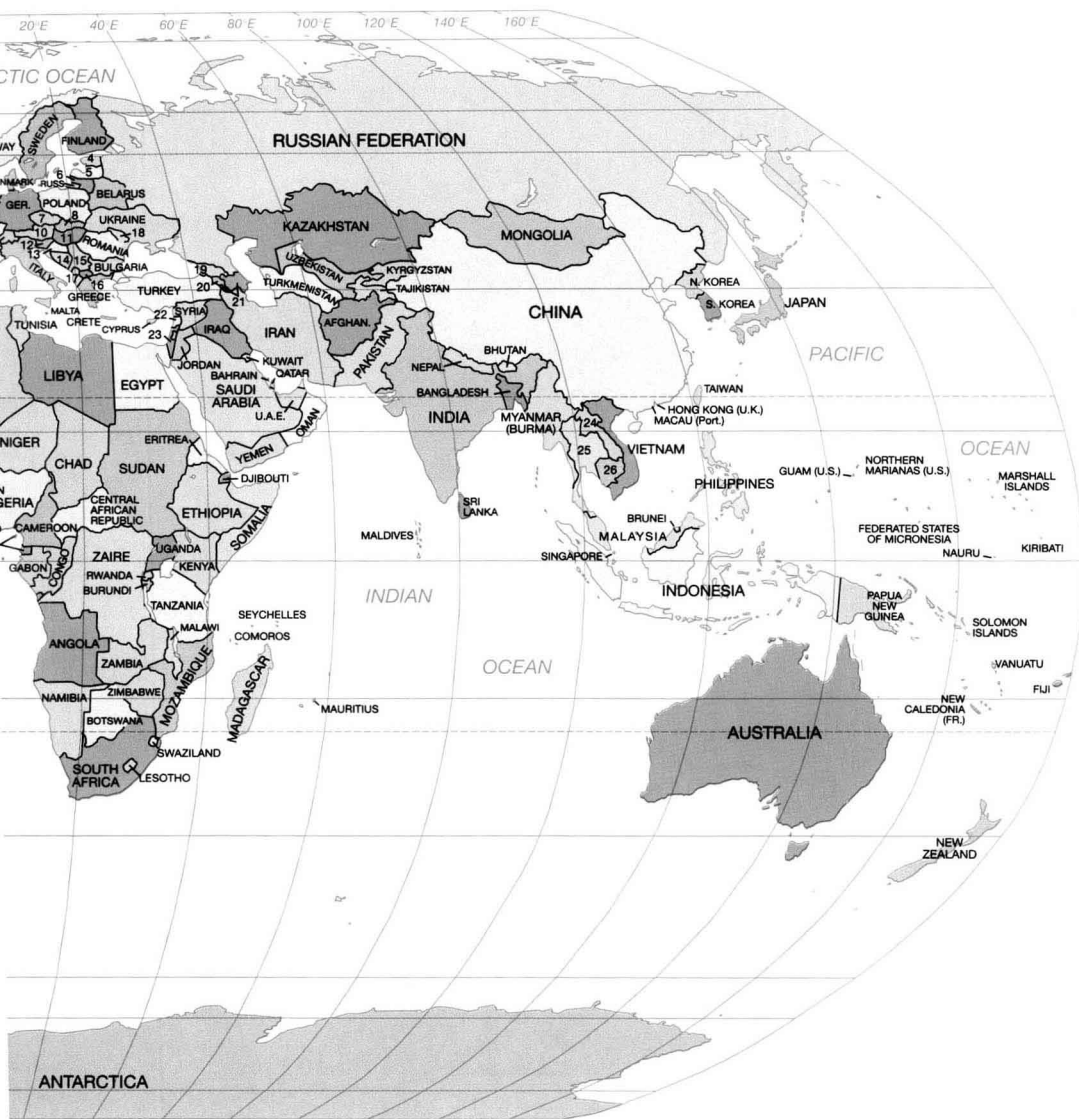 20°E 40°E 60°E 80°E 100°E 120°E 140°E 160°E
CTIC OCEAN
RUSSIAN FEDERATION
WAY
SWEDEN
FINLAND
4
5
6
NMARK
RUSS
BELARUS
GER.
POLAND
7
8
UKRAINE
18
10
11
ROMANIA
12
13
14
15
BULGARIA
ITALY
17
16
GREECE
KAZAKHSTAN
MONGOLIA
19
20
21
UZBEKISTAN
KYRGYZSTAN
TURKMENISTAN
TAJIKISTAN
TURKEY
MALTA
CRETE
TUNISIA
CYPRUS
22
23
SYRIA
IRAQ
IRAN
AFGHAN.
CHINA
N. KOREA
S. KOREA
JAPAN
PACIFIC
JORDAN
KUWAIT
BAHRAIN
QATAR
SAUDI
ARABIA
U.A.E.
OMAN
YEMEN
PAKISTAN
NEPAL
BHUTAN
BANGLADESH
INDIA
MYANMAR
(BURMA)
TAIWAN
HONG KONG (U.K.)
MACAU (Port.)
LIBYA
EGYPT
NIGER
CHAD
SUDAN
ERITREA
DJIBOUTI
ETHIOPIA
SOMALIA
N
GERIA
CENTRAL
AFRICAN
REPUBLIC
CAMEROON
24
25
26
VIETNAM
OCEAN
GUAM (U.S.)
NORTHERN
MARIANAS (U.S.)
MARSHALL
ISLANDS
PHILIPPINES
SRI
LANKA
MALDIVES
BRUNEI
MALAYSIA
SINGAPORE
FEDERATED STATES
OF MICRONESIA
NAURU
KIRIBATI
GABON
CONGO
ZAIRE
UGANDA
KENYA
RWANDA
BURUNDI
TANZANIA
INDIAN
INDONESIA
PAPUA
NEW
GUINEA
SOLOMON
ISLANDS
SEYCHELLES
COMOROS
MALAWI
ANGOLA
ZAMBIA
OCEAN
VANUATU
FIJI
NAMIBIA
ZIMBABWE
MOZAMBIQUE
MADAGASCAR
MAURITIUS
NEW
CALEDONIA
(FR.)
BOTSWANA
AUSTRALIA
SWAZILAND
SOUTH
AFRICA
LESOTHO
NEW
ZEALAND
ANTARCTICA